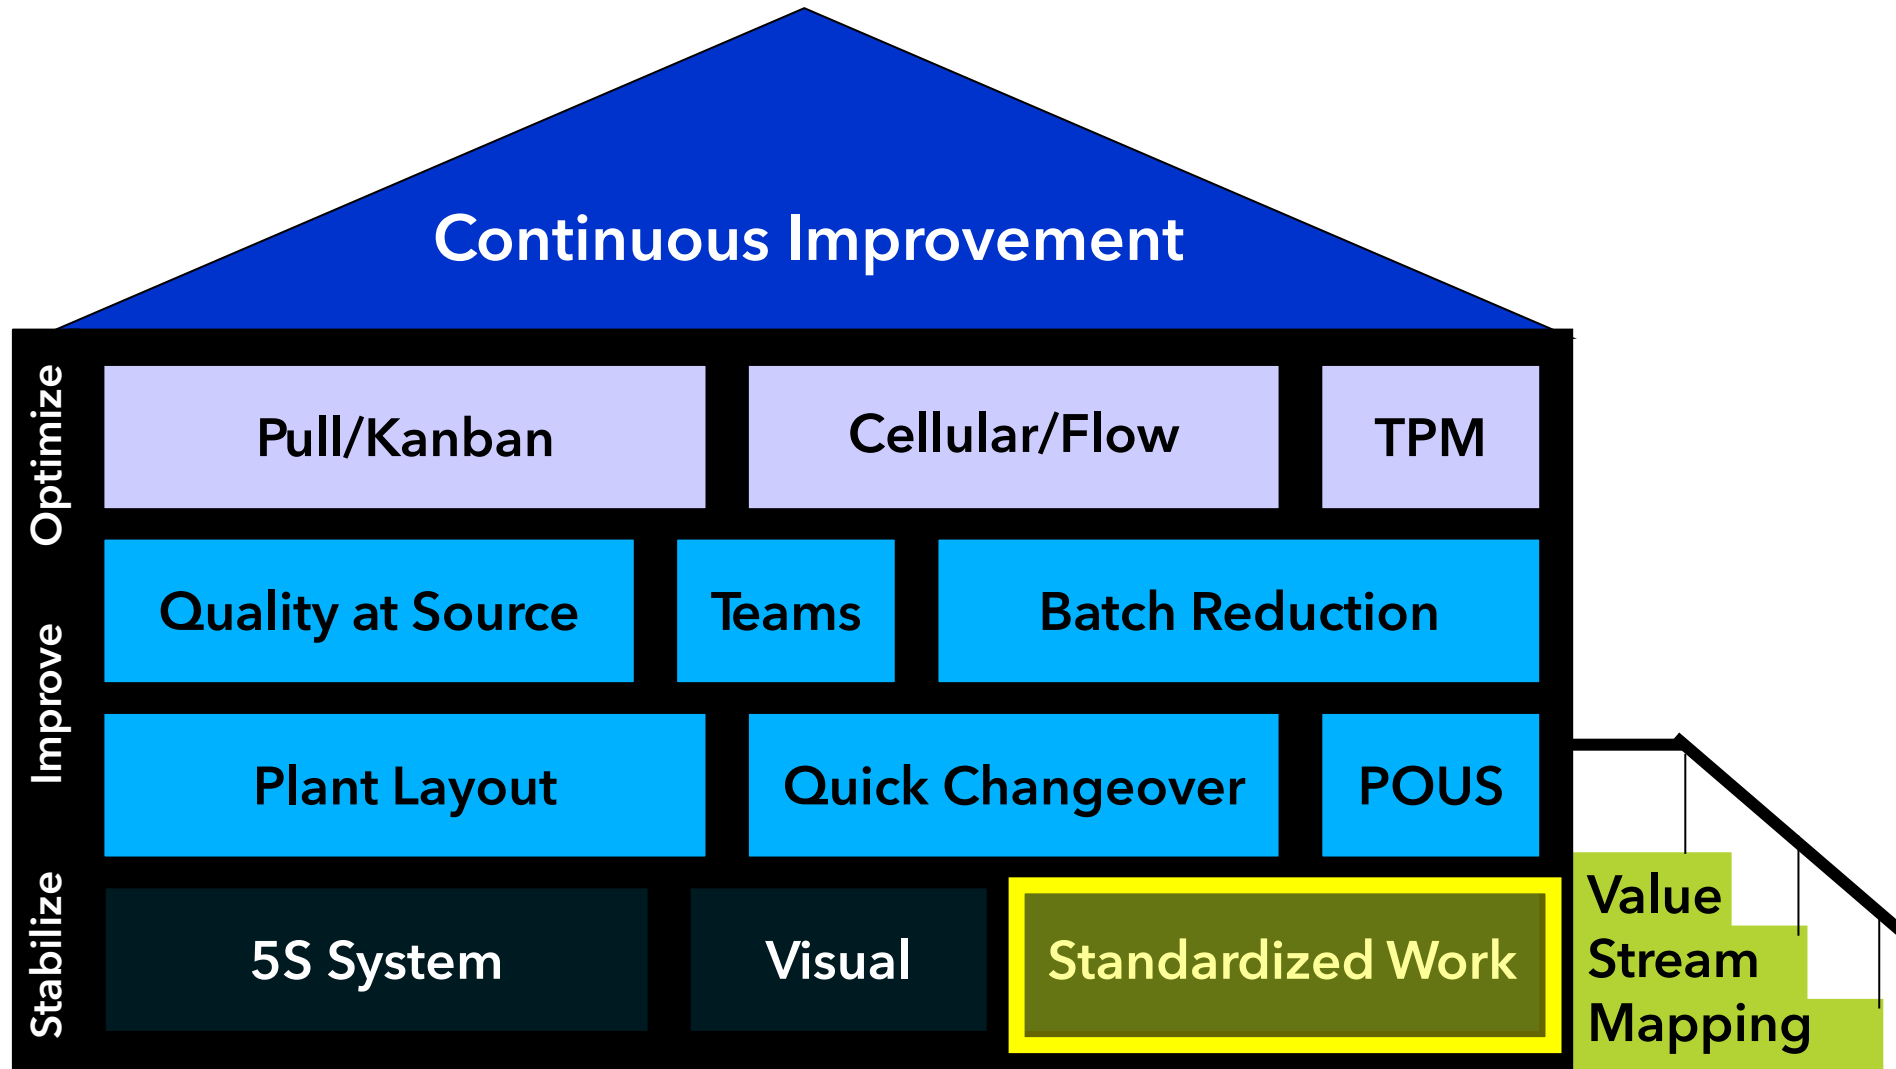 Continuous Improvement
Optimize
Pull/Kanban
Cellular/Flow
TPM
Improve
Quality at Source
Teams
Batch Reduction
Plant Layout
Quick Changeover
POUS
Stabilize
5S System
Visual
Standardized Work
Value
Stream
Mapping